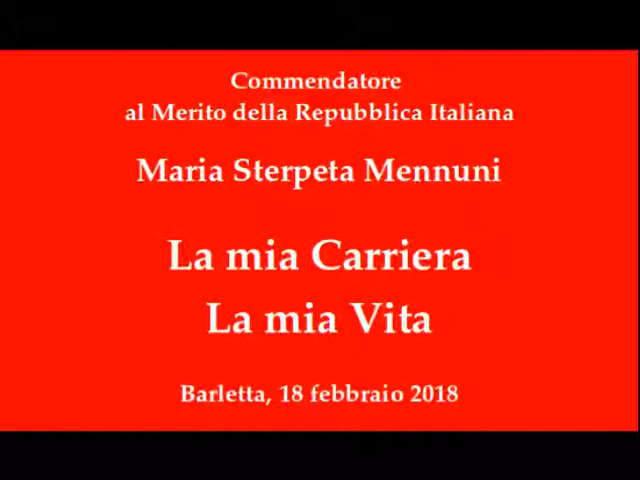 Commendatore
al Merito della Repubblica Italiana
Maria Sterpeta Mennuni
La mia Carriera
La mia Vita
Barletta, 18 febbraio 2018